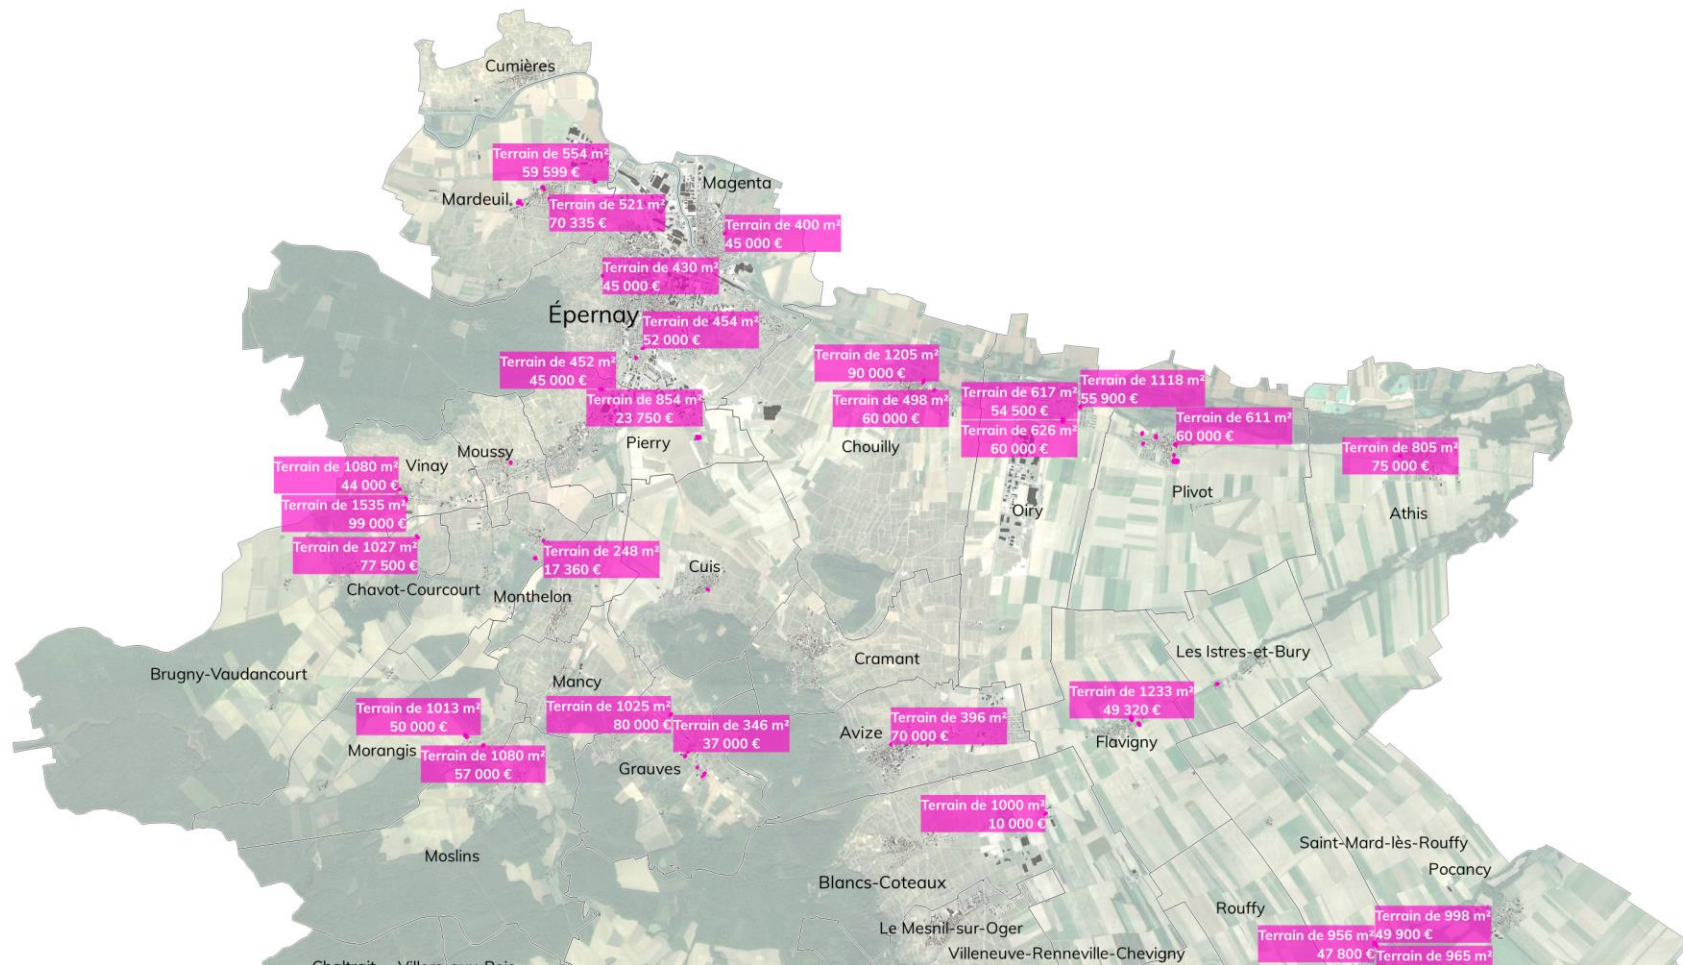 Cumières
Terrain de 554 m²
59 599 €
Magenta
Mardeuil
Terrain de 521 m²
70 335 €
Terrain de 400 m²
45 000 €
Terrain de 430 m²
45 000 €
Épernay
Terrain de 454 m²
52 000 €
Terrain de 452 m²
45 000 €
Terrain de 1205 m²
90 000 €
Terrain de 854 m²
23 750 €
Terrain de 498 m²
60 000 €
Terrain de 617 m²
54 500 €
Terrain de 1118 m²
55 900 €
Terrain de 626 m²
60 000 €
Terrain de 611 m²
60 000 €
Pierry
Chouilly
Terrain de 805 m²
75 000 €
Moussy
Vinay
Terrain de 1080 m²
44 000 €
Terrain de 1535 m²
99 000 €
Plivot
Oiry
Athis
Terrain de 1027 m²
77 500 €
Terrain de 248 m²
17 360 €
Cuis
Chavot-Courcourt
Monthelon
Les Istres-et-Bury
Cramant
Brugny-Vaudancourt
Mancy
Terrain de 1013 m²
50 000 €
Terrain de 1025 m²
80 000 €
Terrain de 346 m²
37 000 €
Terrain de 396 m²
70 000 €
Terrain de 1233 m²
49 320 €
Avize
Flavigny
Morangis
Terrain de 1080 m²
57 000 €
Grauves
Terrain de 1000 m²
10 000 €
Saint-Mard-lès-Rouffy
Moslins
Pocancy
Blancs-Coteaux
Rouffy
Le Mesnil-sur-Oger
Terrain de 998 m²
49 900 €
Terrain de 956 m²
47 800 €
Villeneuve-Renneville-Chevigny
Terrain de 965 m²